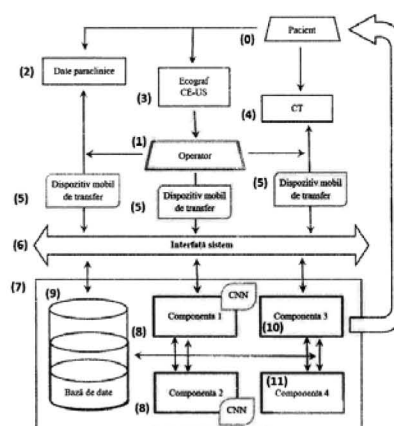 (0)
Pacient
(2)
Date paraclinice
Ecograf
CE-US
(3)
CT
(4)
(1)
Operator
Dispozitiv mobil
de transfer
(5)
Dispozitiv mobil
de transfer
(5)
Dispozitiv mobil
de transfer
(5)
(6)
Interfață sistem
(7)
(9)
CNN
(8)
Componenta 1
Componenta 3
(10)
(11)
Bază de date
(8)
Componenta 2
Componenta 4
CNN